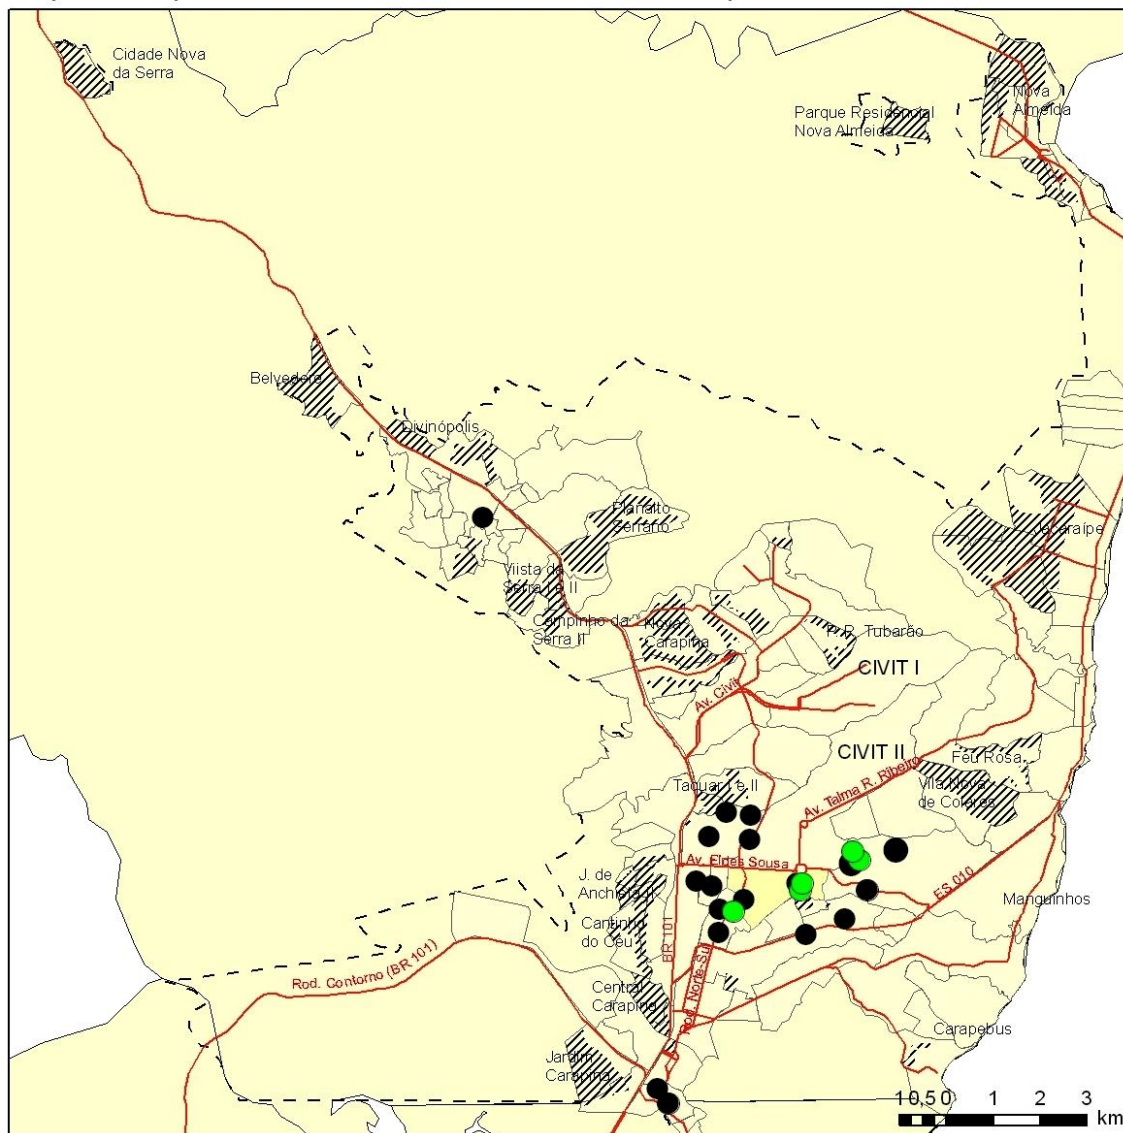 Cidade Nova
da Serra
Nova
Almeida
Parque Residencial
Nova Almeida
Belvedere
Divinópolis
Planalto
Serrano
Jacaraípe
Viista da
Serra I e II
Campinho da
Serra II
Nova
Carapina
P. R. Tubarão
CIVIT I
Av. Civit
CIVIT II
Feu Rosa
Taquar I e II
Vila Nova
de Colares
Av. Talma R. Ribeiro
Av. Eldes Sousa
J. de
Anchieta II
ES 010
Manguinhos
Cantinho
do Céu
BR 101
Rod. Norte-Sul
Rod. Contorno (BR 101)
Central
Carapina
Carapebus
Jardim
Carapina
1 0,5 0 1 2 3
km